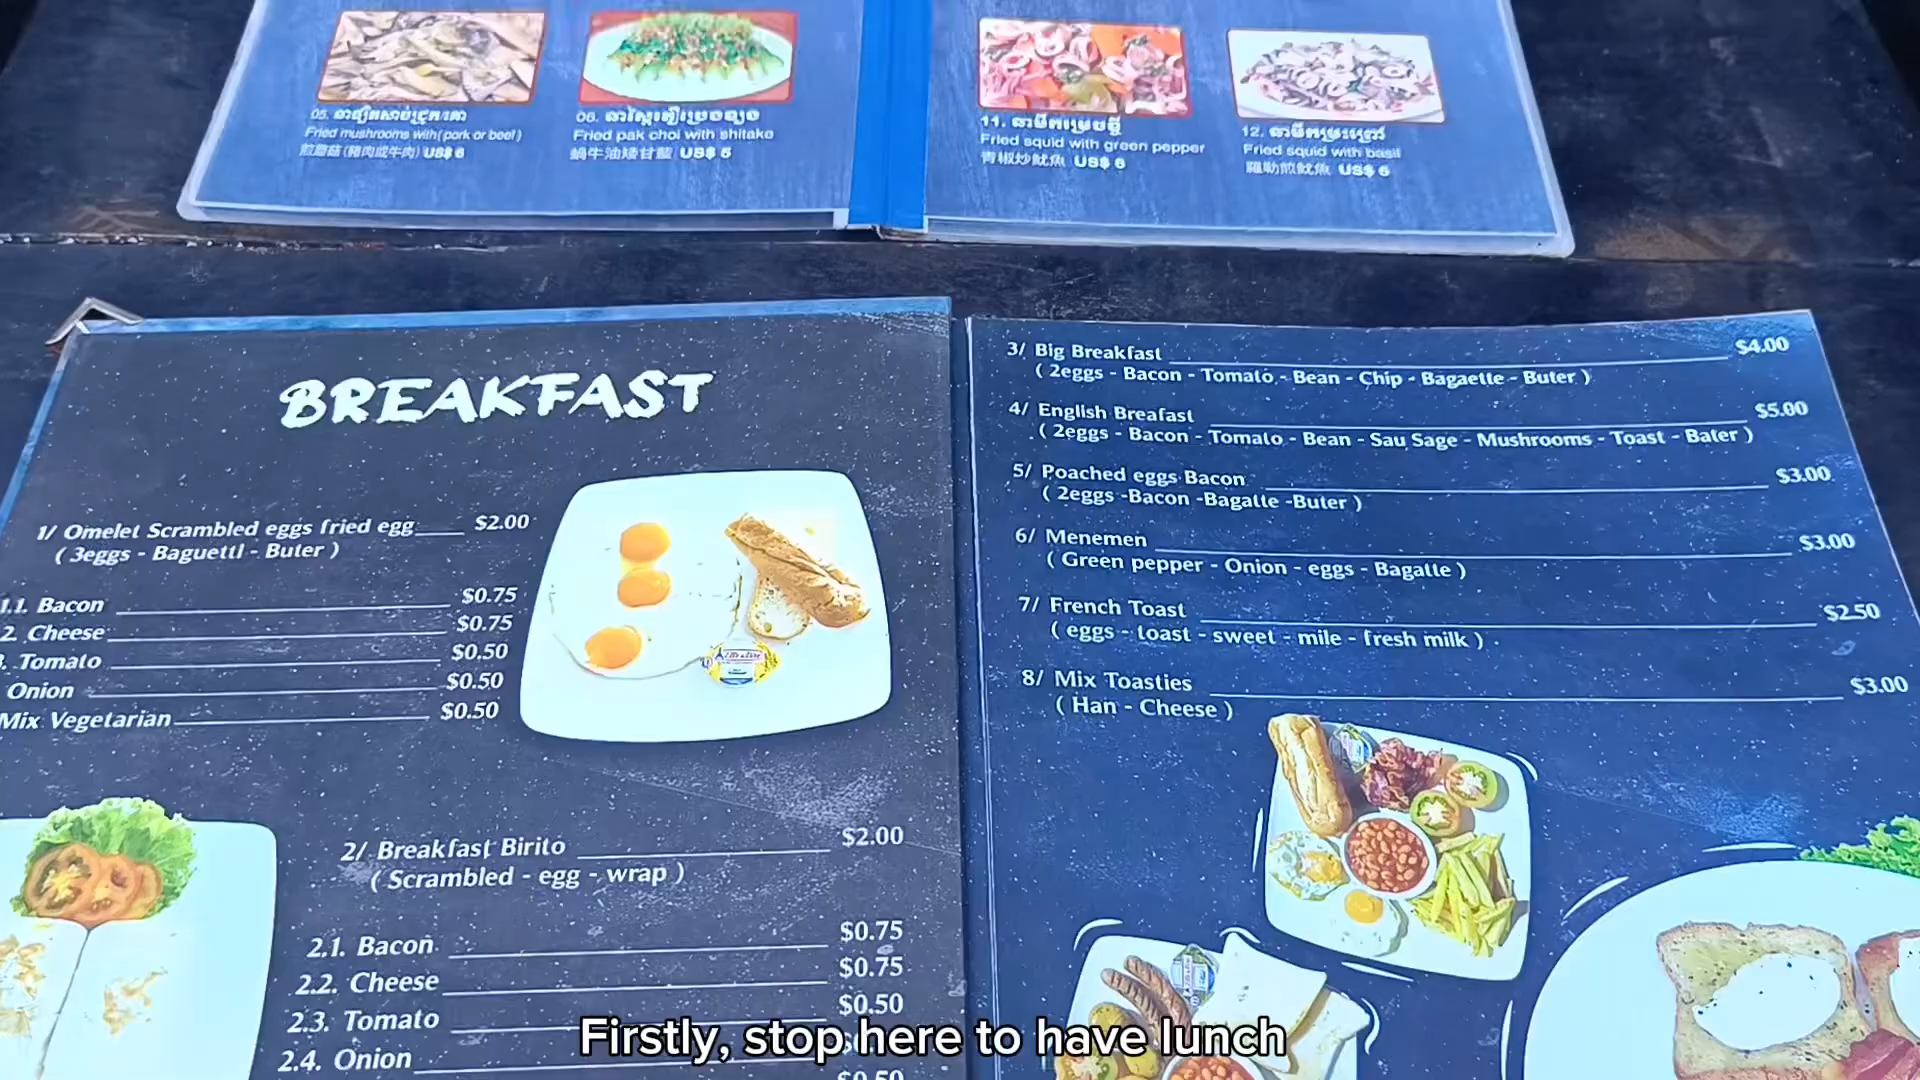 Fried mushrooms with(pork or beef)
US$ 6
06.
Fried pak choi with shitake
US$ 5
11.
Fried squid with green pepper
青椒炒魷魚 US$ 6
12.
Fried squid with basil
US$ 6
BREAKFAST
1/ Omelet Scrambled eggs fried egg $2.00
( 3eggs - Baguettl - Buter )
1.1. Bacon $0.75
2. Cheese $0.75
Tomato $0.50
Onion $0.50
Mix Vegetarian $0.50
2/ Breakfast Birito $2.00
( Scrambled - egg - wrap )
2.1. Bacon $0.75
2.2. Cheese $0.75
2.3. Tomato $0.50
2.4. Onion
3/ Big Breakfast $4.00
( 2eggs - Bacon - Tomato - Bean - Chip - Bagaette - Buter )
4/ English Breafast $5.00
( 2eggs - Bacon - Tomato - Bean - Sau Sage - Mushrooms - Toast - Bater )
5/ Poached eggs Bacon $3.00
( 2eggs -Bacon -Bagatte -Buter )
6/ Menemen $3.00
( Green pepper - Onion - eggs - Bagatte )
7/ French Toast $2.50
( eggs - toast - sweet - mile - fresh milk )
8/ Mix Toasties $3.00
( Han - Cheese )
Firstly, stop here to have lunch